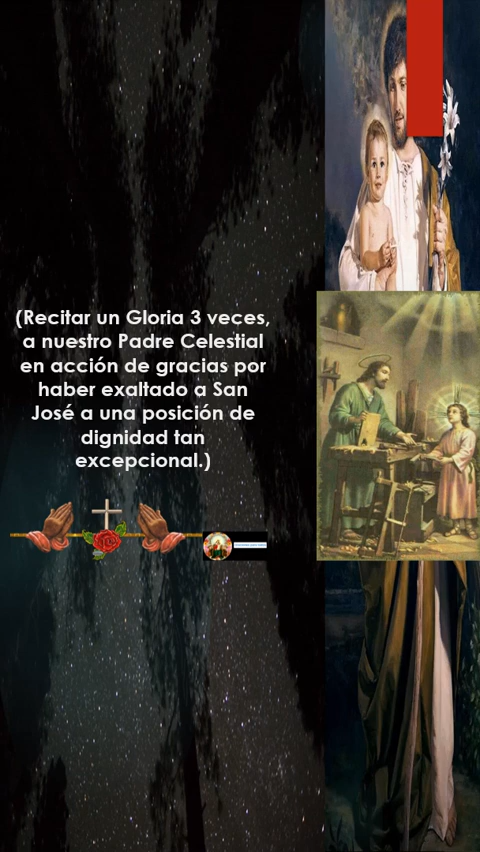 (Recitar un Gloria 3 veces,
a nuestro Padre Celestial
en acción de gracias por
haber exaltado a San
José a una posición de
dignidad tan
excepcional.)